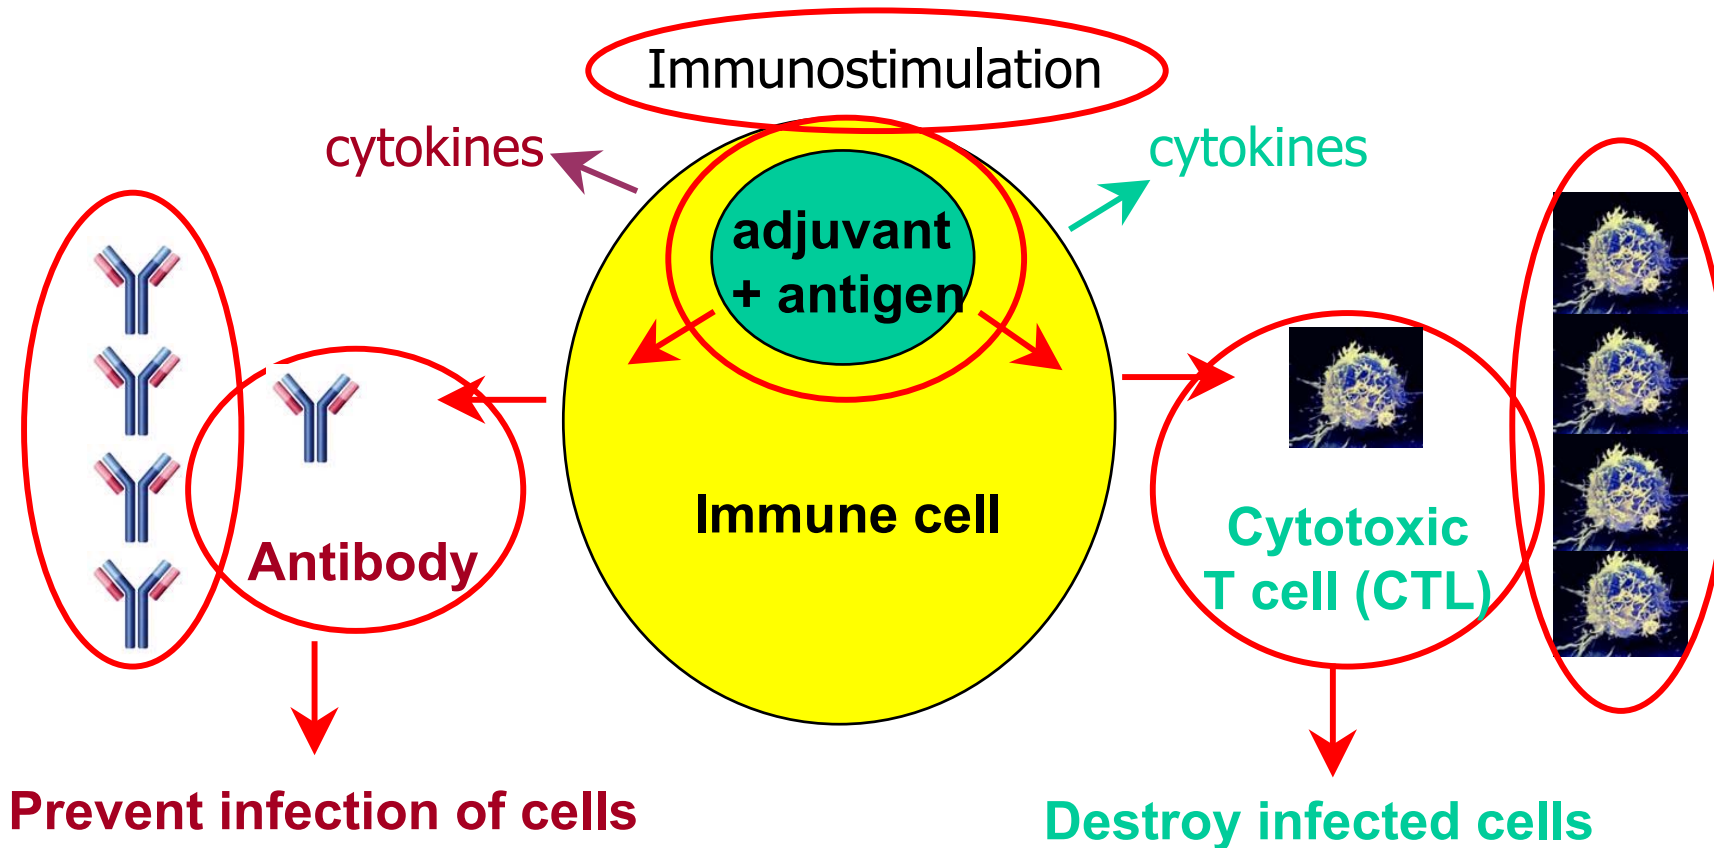 Immunostimulation
cytokines
cytokines
adjuvant
+ antigen
Immune cell
Antibody
Cytotoxic
T cell (CTL)
Prevent infection of cells
Destroy infected cells